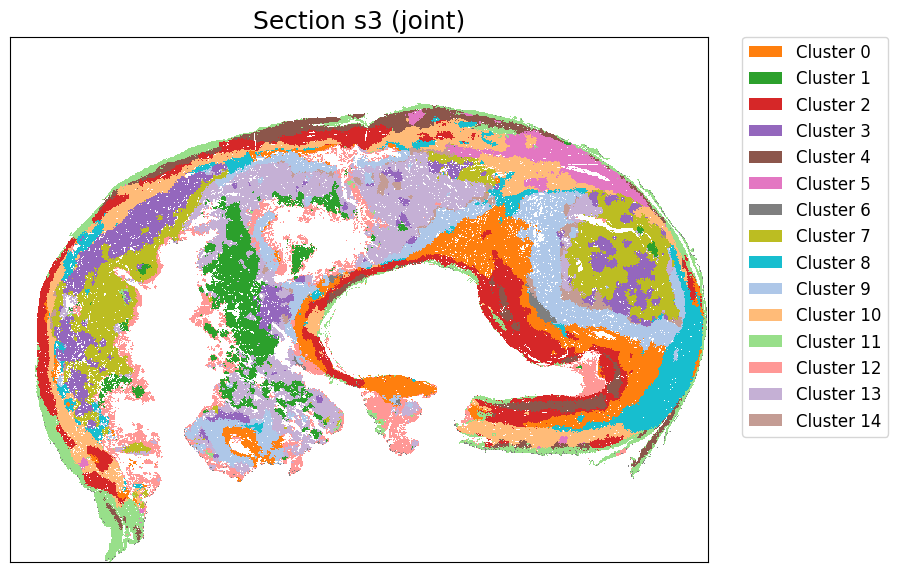 Section s3 (joint)
Cluster 0
Cluster 1
Cluster 2
Cluster 3
Cluster 4
Cluster 5
Cluster 6
Cluster 7
Cluster 8
Cluster 9
Cluster 10
Cluster 11
Cluster 12
Cluster 13
Cluster 14